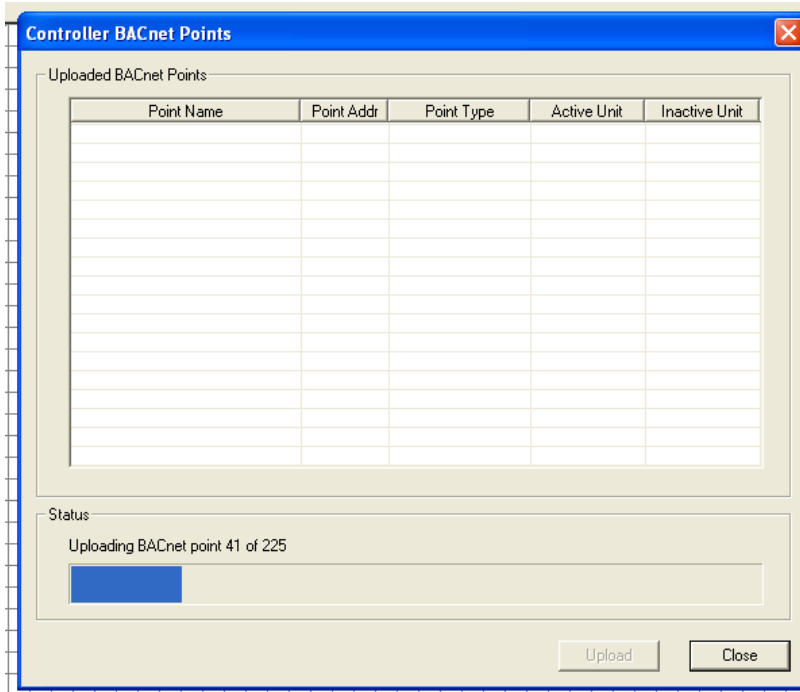 Controller BACnet Points
Uploaded BACnet Points
Point Name Point Addr Point Type Active Unit Inactive Unit
Status
Uploading BACnet point 41 of 225
Upload Close